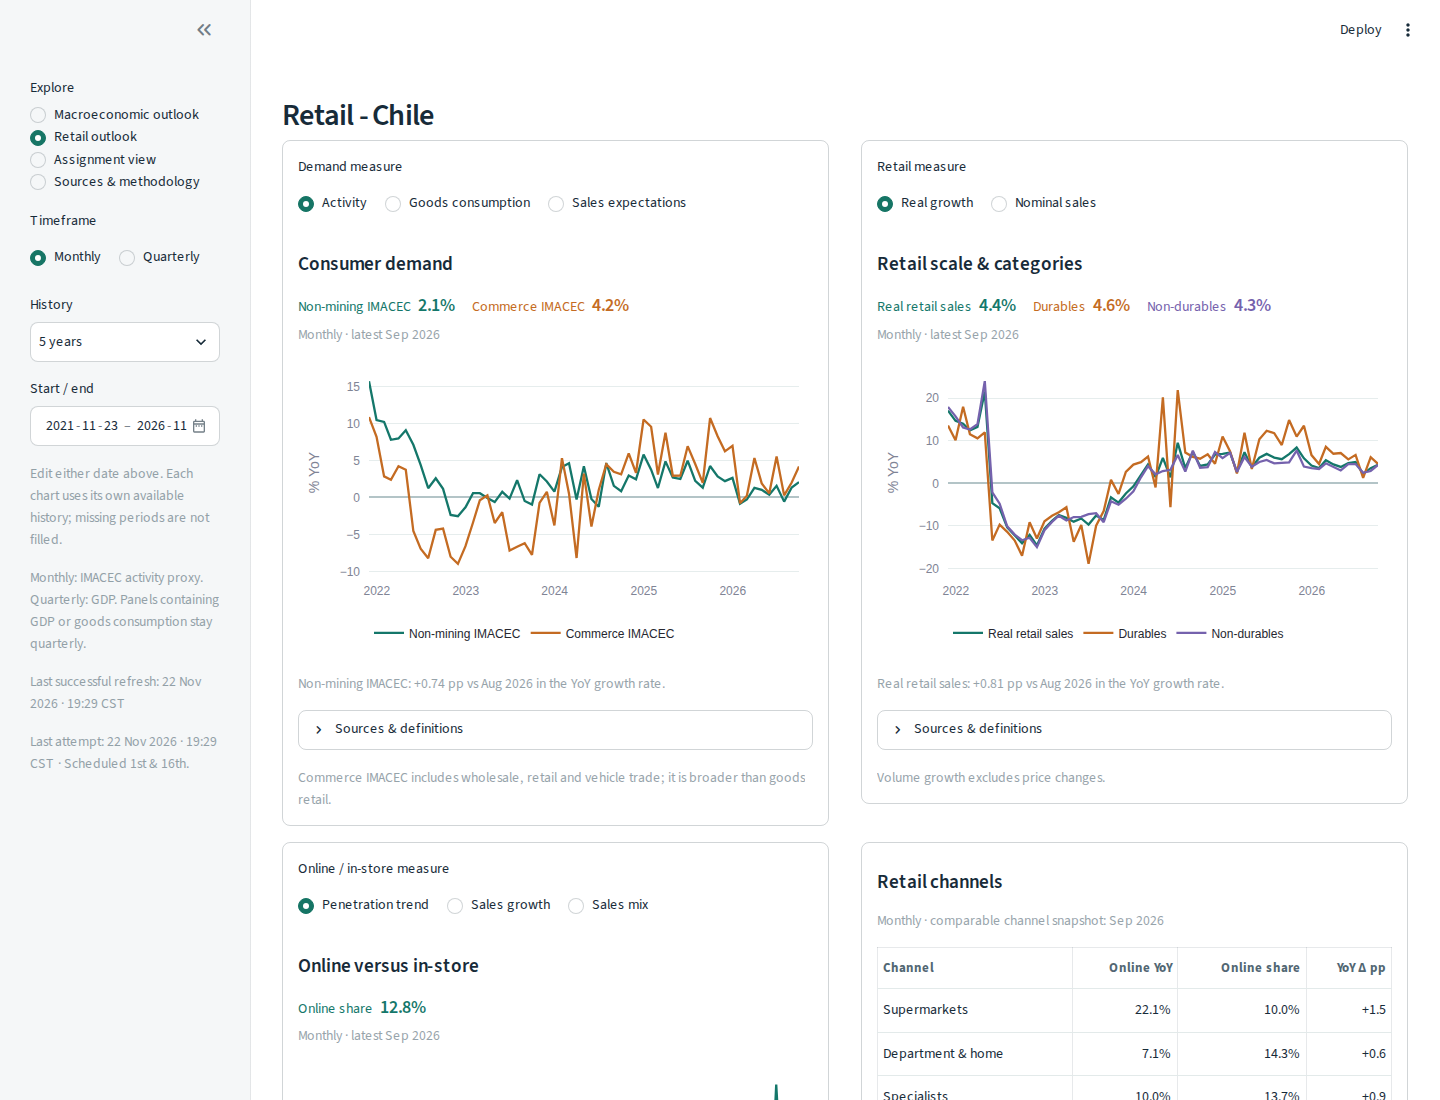 Deploy
Explore
Macroeconomic outlook
Retail outlook
Assignment view
Sources & methodology
Timeframe
Monthly
Quarterly
History
5 years
Start / end
2021-11-23 – 2026-11
Edit either date above. Each
chart uses its own available
history; missing periods are not
filled.
Monthly: IMACEC activity proxy.
Quarterly: GDP. Panels containing
GDP or goods consumption stay
quarterly.
Last successful refresh: 22 Nov
2026 · 19:29 CST
Last attempt: 22 Nov 2026 · 19:29
CST · Scheduled 1st & 16th.
Retail - Chile
Demand measure
Activity
Goods consumption
Sales expectations
Consumer demand
Non-mining IMACEC 2.1% Commerce IMACEC 4.2%
Monthly · latest Sep 2026
15
10
5
0
−5
−10
% YoY
2022 2023 2024 2025 2026
Non-mining IMACEC Commerce IMACEC
Non-mining IMACEC: +0.74 pp vs Aug 2026 in the YoY growth rate.
Sources & definitions
Commerce IMACEC includes wholesale, retail and vehicle trade; it is broader than goods
retail.
Retail measure
Real growth
Nominal sales
Retail scale & categories
Real retail sales 4.4% Durables 4.6% Non-durables 4.3%
Monthly · latest Sep 2026
20
10
0
−10
−20
% YoY
2022 2023 2024 2025 2026
Real retail sales Durables Non-durables
Real retail sales: +0.81 pp vs Aug 2026 in the YoY growth rate.
Sources & definitions
Volume growth excludes price changes.
Online / in-store measure
Penetration trend
Sales growth
Sales mix
Online versus in-store
Online share 12.8%
Monthly · latest Sep 2026
Retail channels
Monthly · comparable channel snapshot: Sep 2026
Channel Online YoY Online share YoY Δ pp
Supermarkets 22.1% 10.0% +1.5
Department & home 7.1% 14.3% +0.6
Specialists 10.0% 13.7% +0.9